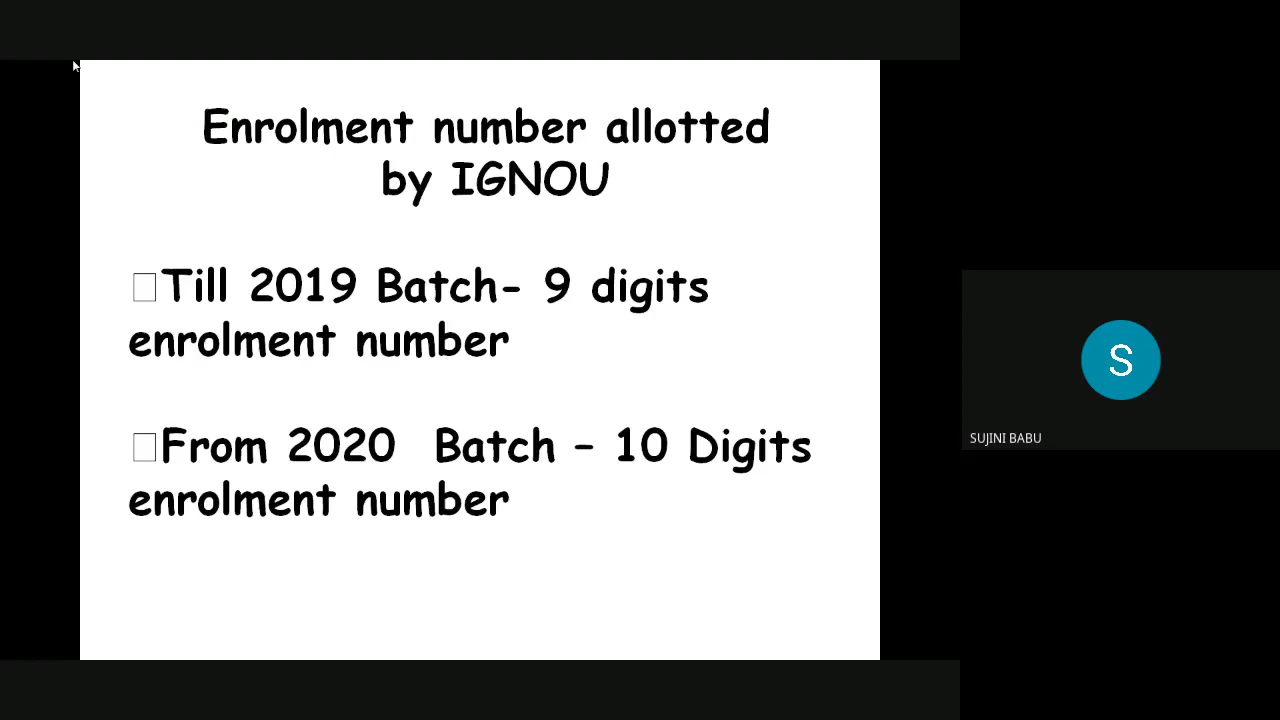 Enrolment number allotted
by IGNOU
□Till 2019 Batch- 9 digits
enrolment number
□From 2020 Batch – 10 Digits
enrolment number
S
SUJINI BABU